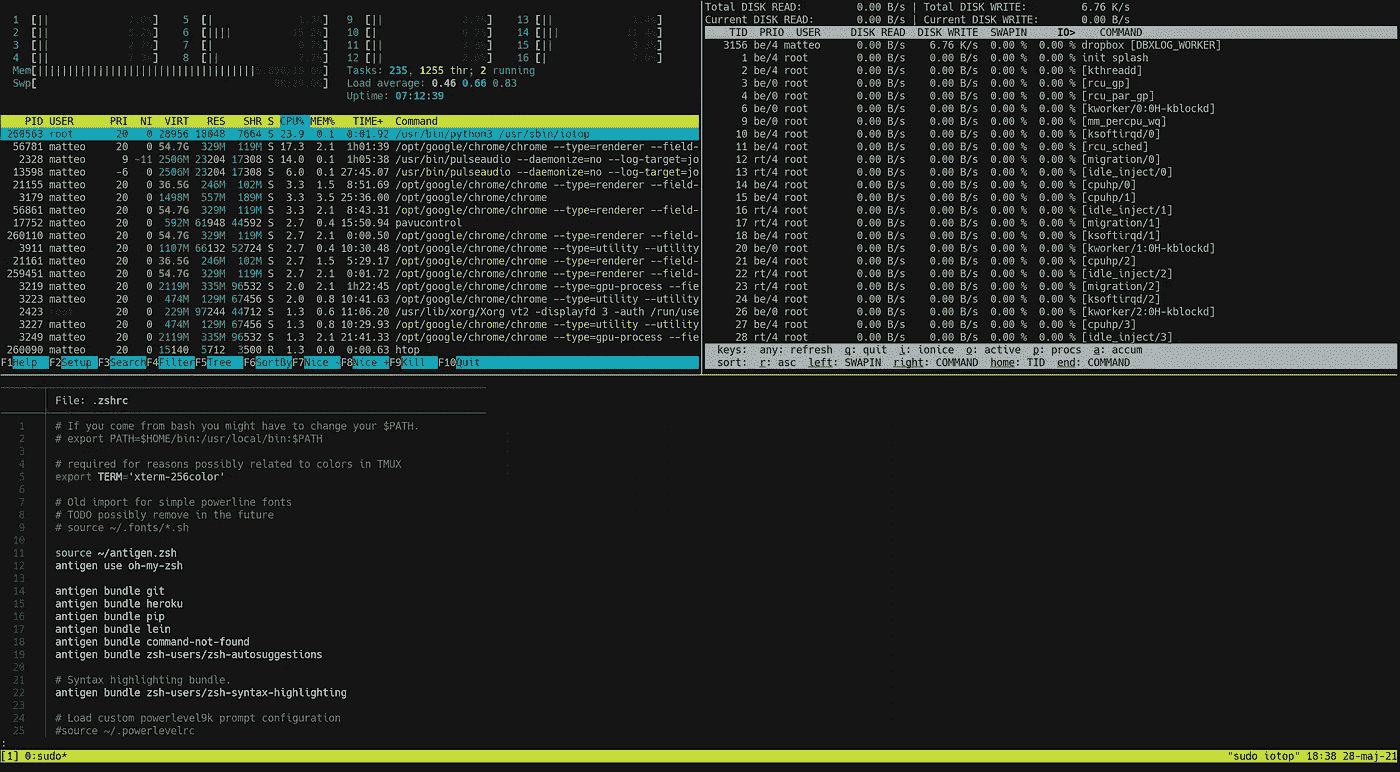 1 [|| ] 5 [| ] 9 [|| ] 13 [|| ]
2 [|| ] 6 [|||| ] 10 [| ] 14 [||| ]
3 [|| ] 7 [|| ] 11 [|| ] 15 [|| ]
4 [|| ] 8 [|| ] 12 [|| ] 16 [| ]
Mem[||||||||||||||||||||||||||||||||||| ] Tasks: 235, 1255 thr; 2 running
Swp[ ] Load average: 0.46 0.66 0.83
Uptime: 07:12:39
PID USER PRI NI VIRT RES SHR S CPU% MEM% TIME+ Command
260563 root 20 0 28956 18048 7664 S 23.9 0.1 0:01.92 /usr/bin/python3 /usr/sbin/iotop
56781 matteo 20 0 54.7G 329M 119M S 17.3 2.1 1h01:39 /opt/google/chrome/chrome --type=renderer --field-
2328 matteo 9 -11 2506M 23204 17308 S 14.0 0.1 1h05:38 /usr/bin/pulseaudio --daemonize=no --log-target=jo
13598 matteo -6 0 2506M 23204 17308 S 6.0 0.1 27:45.07 /usr/bin/pulseaudio --daemonize=no --log-target=jo
21155 matteo 20 0 36.5G 246M 102M S 3.3 1.5 8:51.69 /opt/google/chrome/chrome --type=renderer --field-
3179 matteo 20 0 1498M 557M 189M S 3.3 3.5 25:36.00 /opt/google/chrome/chrome
56861 matteo 20 0 54.7G 329M 119M S 3.3 2.1 8:43.31 /opt/google/chrome/chrome --type=renderer --field-
17752 matteo 20 0 592M 61948 44592 S 2.7 0.4 15:50.94 pavucontrol
260110 matteo 20 0 54.7G 329M 119M S 2.7 2.1 0:00.50 /opt/google/chrome/chrome --type=renderer --field-
3911 matteo 20 0 1107M 66132 52724 S 2.7 0.4 10:30.48 /opt/google/chrome/chrome --type=utility --utility
21161 matteo 20 0 36.5G 246M 102M S 2.7 1.5 5:29.17 /opt/google/chrome/chrome --type=renderer --field-
259451 matteo 20 0 54.7G 329M 119M S 2.7 2.1 0:01.72 /opt/google/chrome/chrome --type=renderer --field-
3219 matteo 20 0 2119M 335M 96532 S 2.0 2.1 1h22:45 /opt/google/chrome/chrome --type=gpu-process --fie
3223 matteo 20 0 474M 129M 67456 S 2.0 0.8 10:41.63 /opt/google/chrome/chrome --type=utility --utility
2423 20 0 229M 97244 44712 S 1.3 0.6 11:06.20 /usr/lib/xorg/Xorg vt2 -displayfd 3 -auth /run/use
3227 matteo 20 0 474M 129M 67456 S 1.3 0.8 10:29.93 /opt/google/chrome/chrome --type=utility --utility
3249 matteo 20 0 2119M 335M 96532 S 1.3 2.1 21:41.33 /opt/google/chrome/chrome --type=gpu-process --fie
260090 matteo 20 0 15140 5712 3500 R 1.3 0.0 0:00.63 htop
F1Help F2Setup F3SearchF4FilterF5Tree F6SortByF7Nice -F8Nice +F9Kill F10Quit
Total DISK READ: 0.00 B/s | Total DISK WRITE: 6.76 K/s
Current DISK READ: 0.00 B/s | Current DISK WRITE: 0.00 B/s
TID PRIO USER DISK READ DISK WRITE SWAPIN IO> COMMAND
3156 be/4 matteo 0.00 B/s 6.76 K/s 0.00 % 0.00 % dropbox [DBXLOG_WORKER]
1 be/4 root 0.00 B/s 0.00 B/s 0.00 % 0.00 % init splash
2 be/4 root 0.00 B/s 0.00 B/s 0.00 % 0.00 % [kthreadd]
3 be/0 root 0.00 B/s 0.00 B/s 0.00 % 0.00 % [rcu_gp]
4 be/0 root 0.00 B/s 0.00 B/s 0.00 % 0.00 % [rcu_par_gp]
6 be/0 root 0.00 B/s 0.00 B/s 0.00 % 0.00 % [kworker/0:0H-kblockd]
9 be/0 root 0.00 B/s 0.00 B/s 0.00 % 0.00 % [mm_percpu_wq]
10 be/4 root 0.00 B/s 0.00 B/s 0.00 % 0.00 % [ksoftirqd/0]
11 be/4 root 0.00 B/s 0.00 B/s 0.00 % 0.00 % [rcu_sched]
12 rt/4 root 0.00 B/s 0.00 B/s 0.00 % 0.00 % [migration/0]
13 rt/4 root 0.00 B/s 0.00 B/s 0.00 % 0.00 % [idle_inject/0]
14 be/4 root 0.00 B/s 0.00 B/s 0.00 % 0.00 % [cpuhp/0]
15 be/4 root 0.00 B/s 0.00 B/s 0.00 % 0.00 % [cpuhp/1]
16 rt/4 root 0.00 B/s 0.00 B/s 0.00 % 0.00 % [idle_inject/1]
17 rt/4 root 0.00 B/s 0.00 B/s 0.00 % 0.00 % [migration/1]
18 be/4 root 0.00 B/s 0.00 B/s 0.00 % 0.00 % [ksoftirqd/1]
20 be/0 root 0.00 B/s 0.00 B/s 0.00 % 0.00 % [kworker/1:0H-kblockd]
21 be/4 root 0.00 B/s 0.00 B/s 0.00 % 0.00 % [cpuhp/2]
22 rt/4 root 0.00 B/s 0.00 B/s 0.00 % 0.00 % [idle_inject/2]
23 rt/4 root 0.00 B/s 0.00 B/s 0.00 % 0.00 % [migration/2]
24 be/4 root 0.00 B/s 0.00 B/s 0.00 % 0.00 % [ksoftirqd/2]
26 be/0 root 0.00 B/s 0.00 B/s 0.00 % 0.00 % [kworker/2:0H-kblockd]
27 be/4 root 0.00 B/s 0.00 B/s 0.00 % 0.00 % [cpuhp/3]
28 rt/4 root 0.00 B/s 0.00 B/s 0.00 % 0.00 % [idle_inject/3]
keys: any: refresh q: quit i: ionice o: active p: procs a: accum
sort: r: asc left: SWAPIN right: COMMAND home: TID end: COMMAND
File: .zshrc
1 # If you come from bash you might have to change your $PATH.
2 # export PATH=$HOME/bin:/usr/local/bin:$PATH
3
4 # required for reasons possibly related to colors in TMUX
5 export TERM='xterm-256color'
6
7 # Old import for simple powerline fonts
8 # TODO possibly remove in the future
9 # source ~/.fonts/*.sh
10
11 source ~/antigen.zsh
12 antigen use oh-my-zsh
13
14 antigen bundle git
15 antigen bundle heroku
16 antigen bundle pip
17 antigen bundle lein
18 antigen bundle command-not-found
19 antigen bundle zsh-users/zsh-autosuggestions
20
21 # Syntax highlighting bundle.
22 antigen bundle zsh-users/zsh-syntax-highlighting
23
24 # Load custom powerlevel9k prompt configuration
25 #source ~/.powerlevelrc
:
[1] 0:sudo* "sudo iotop" 18:38 28-maj-21